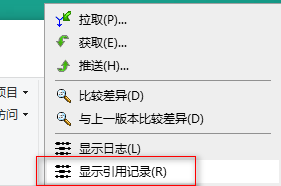 拉取(P)...
获取(E)...
推送(H)...
项目
比较差异(D)
访问
与上一版本比较差异(D)
显示日志(L)
显示引用记录(R)